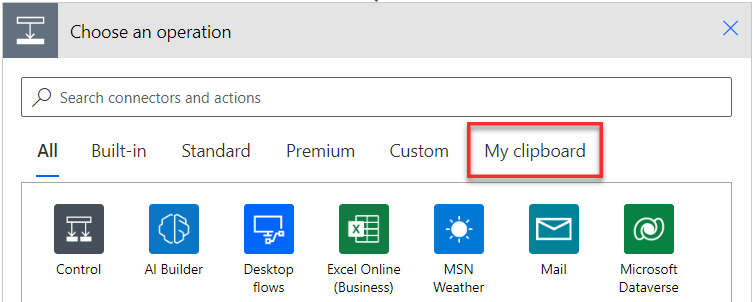 Choose an operation
Search connectors and actions
All Built-in Standard Premium Custom My clipboard
Control AI Builder Desktop flows Excel Online (Business) MSN Weather Mail Microsoft Dataverse